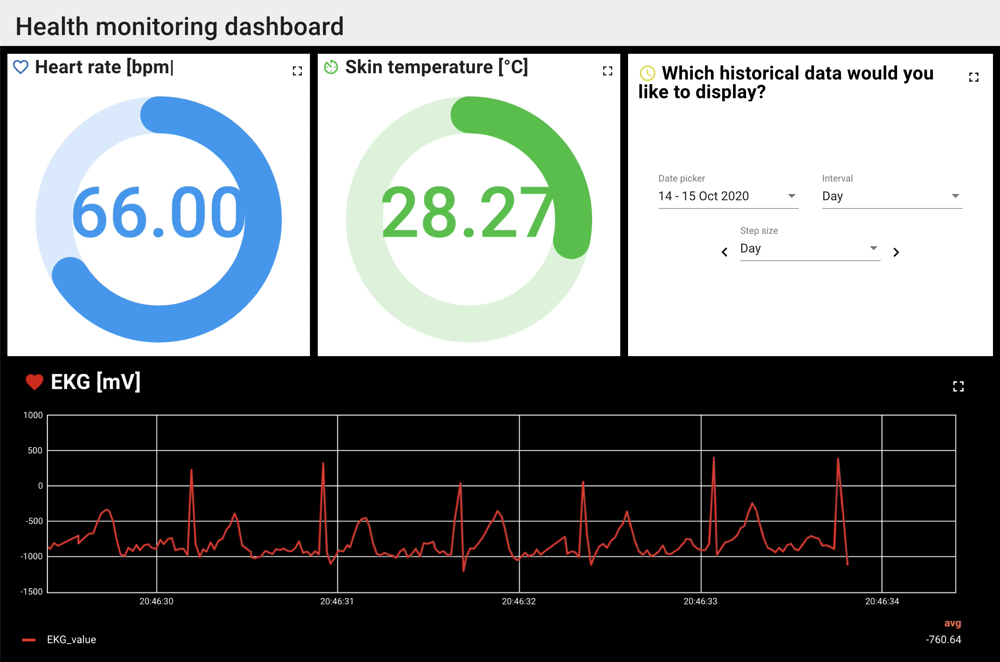 Health monitoring dashboard
Heart rate [bpm|
66.00
Skin temperature [°C]
28.27
Which historical data would you
like to display?
Date picker
14 - 15 Oct 2020
Interval
Day
Step size
Day
EKG [mV]
1000
500
0
-500
-1000
-1500
20:46:30 20:46:31 20:46:32 20:46:33 20:46:34
avg
EKG_value -760.64